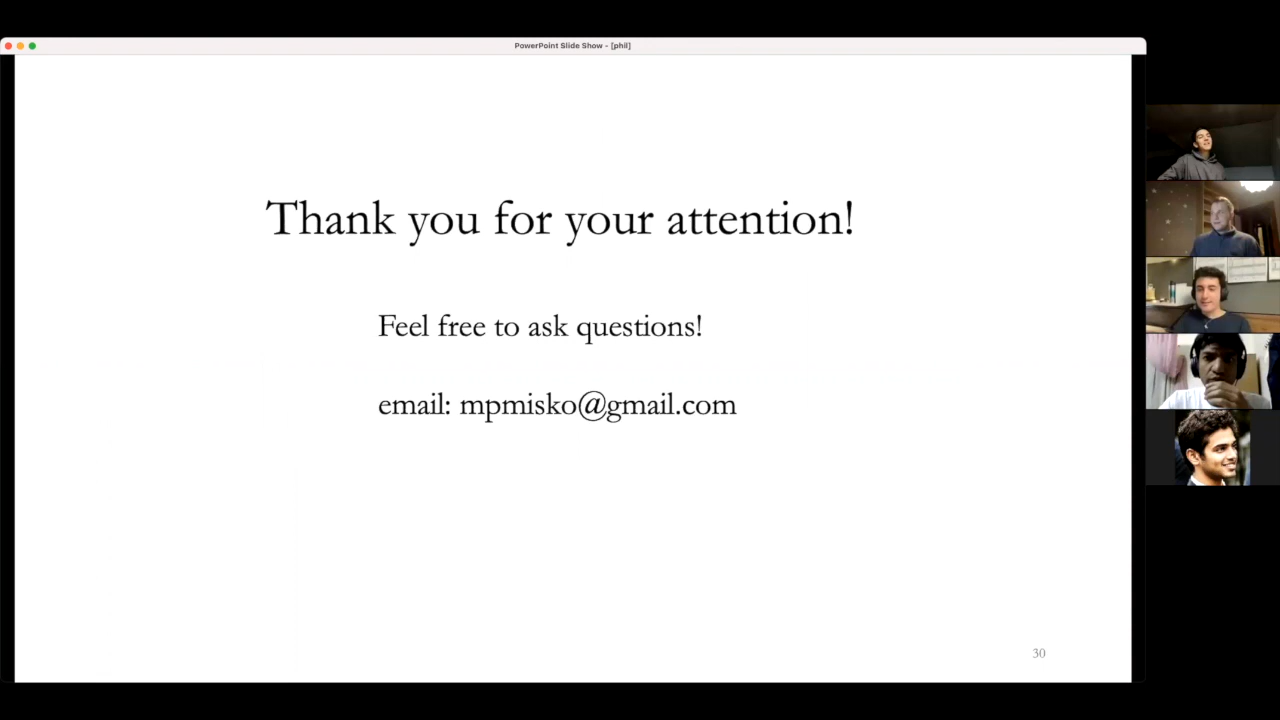 PowerPoint Slide Show - [phil]
Thank you for your attention!
Feel free to ask questions!
email: mpmisko@gmail.com
30